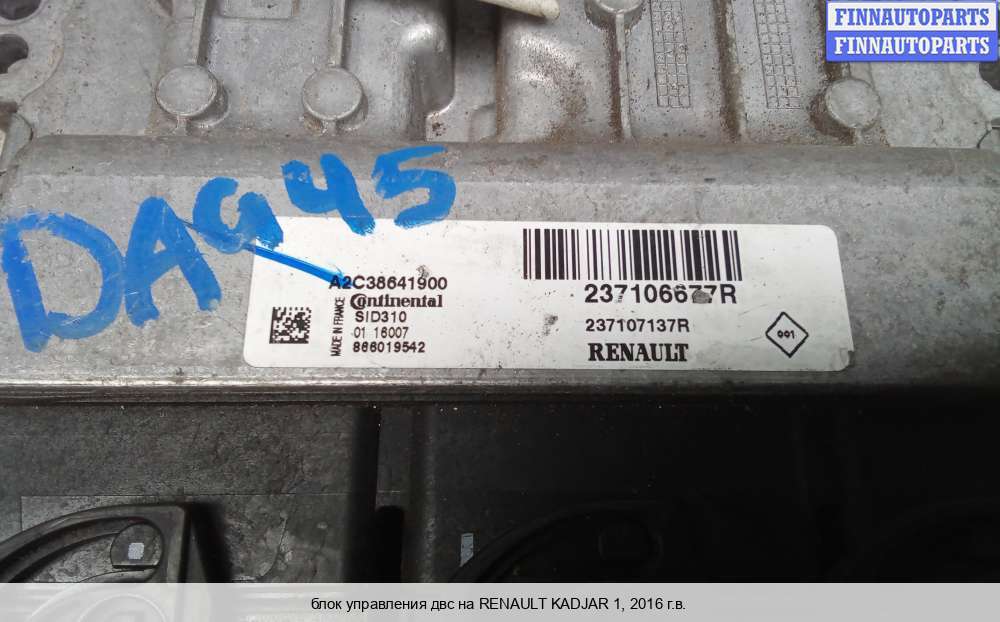 FINNAUTOPARTS
FINNAUTOPARTS
DAG45
A2C38641900
Continental
SID310
01 16007
866019542
MADE IN FRANCE
237106677R
237107137R
RENAULT
001
блок управления двс на RENAULT KADJAR 1, 2016 г.в.